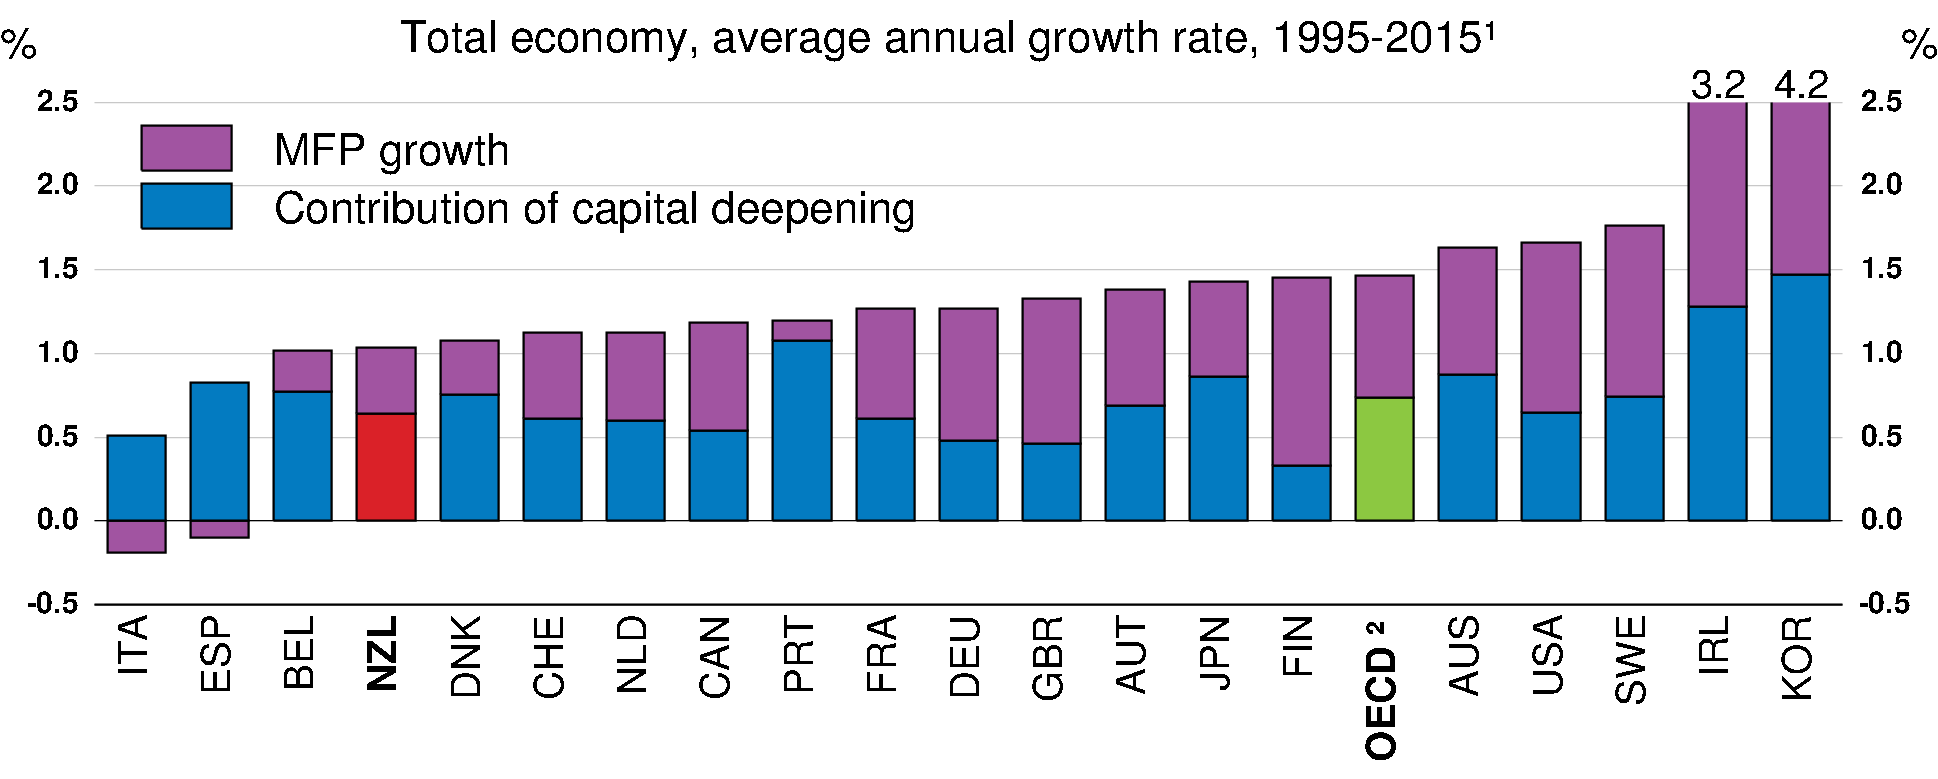 Total economy, average annual growth rate, 1995-2015¹
% %
3.2 4.2
2.5 2.5
MFP growth
2.0 2.0
Contribution of capital deepening
1.5 1.5
1.0 1.0
0.5 0.5
0.0 0.0
-0.5 -0.5
ITA ESP BEL NZL DNK CHE NLD CAN PRT FRA DEU GBR AUT JPN FIN OECD ² AUS USA SWE IRL KOR